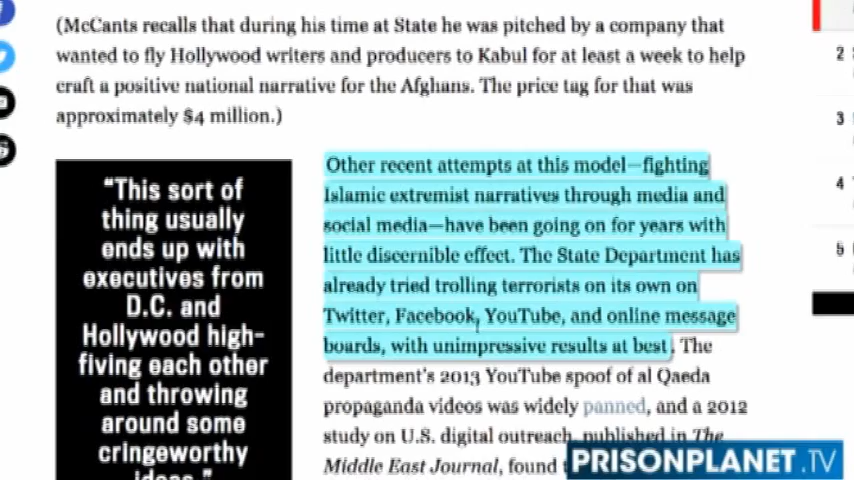 (McCants recalls that during his time at State he was pitched by a company that
wanted to fly Hollywood writers and producers to Kabul for at least a week to help
craft a positive national narrative for the Afghans. The price tag for that was
approximately $4 million.)
“This sort of
thing usually
ends up with
executives from
D.C. and
Hollywood high-
fiving each other
and throwing
around some
cringeworthy
ideas.”
Other recent attempts at this model—fighting
Islamic extremist narratives through media and
social media—have been going on for years with
little discernible effect. The State Department has
already tried trolling terrorists on its own on
Twitter, Facebook, YouTube, and online message
boards, with unimpressive results at best. The
department's 2013 YouTube spoof of al Qaeda
propaganda videos was widely panned, and a 2012
study on U.S. digital outreach, published in The
Middle East Journal, found
2
3
4
5
PRISONPLANET.TV